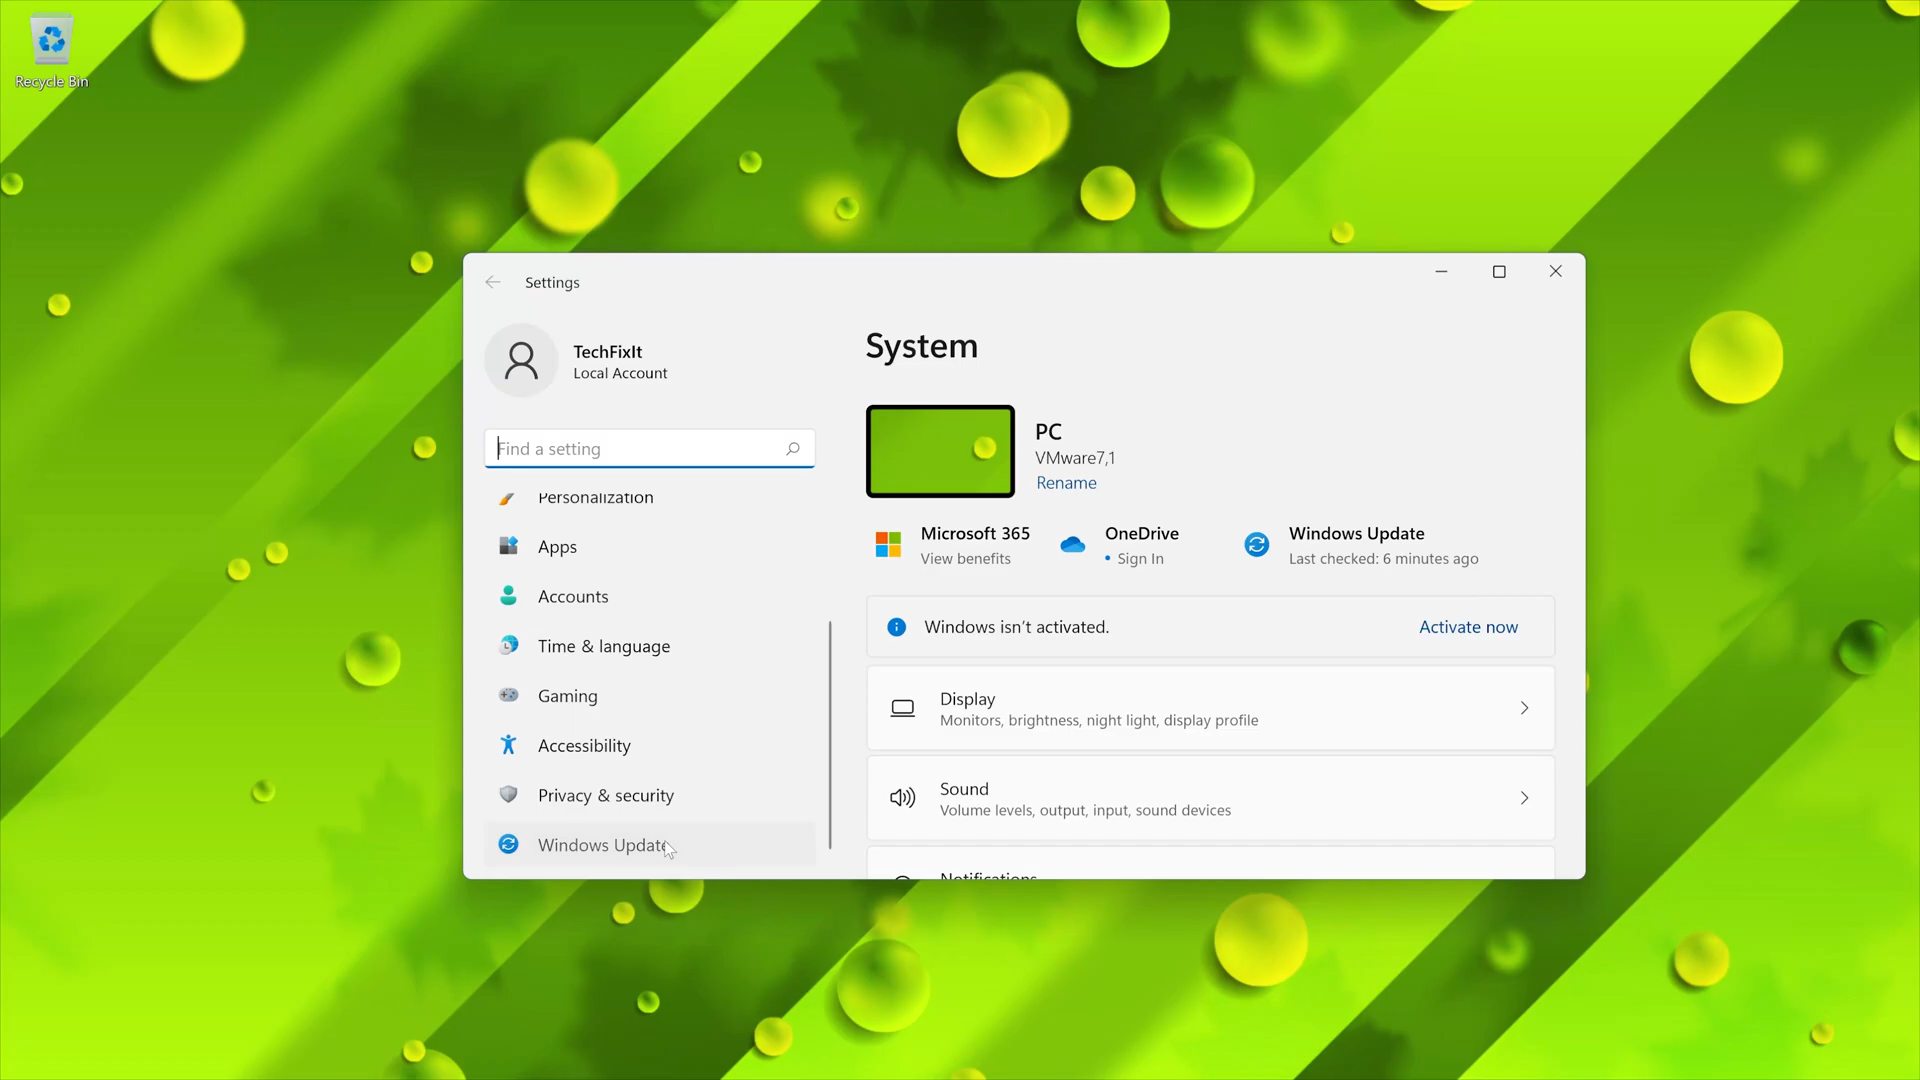 Recycle Bin
Settings
TechFixIt
Local Account
Find a setting
Personalization
Apps
Accounts
Time & language
Gaming
Accessibility
Privacy & security
Windows Update
System
PC
VMware7,1
Rename
Microsoft 365
View benefits
OneDrive
• Sign In
Windows Update
Last checked: 6 minutes ago
Windows isn't activated.
Activate now
Display
Monitors, brightness, night light, display profile
Sound
Volume levels, output, input, sound devices
Notifications